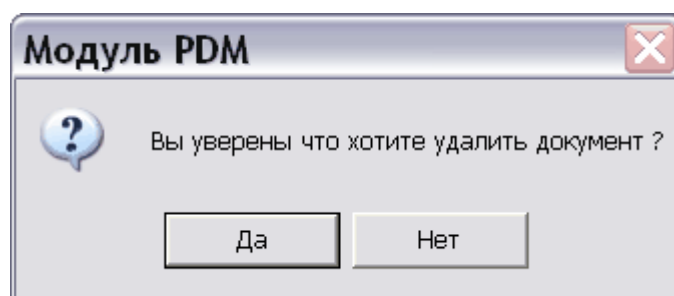 Модуль PDM
Вы уверены что хотите удалить документ ?
Да
Нет